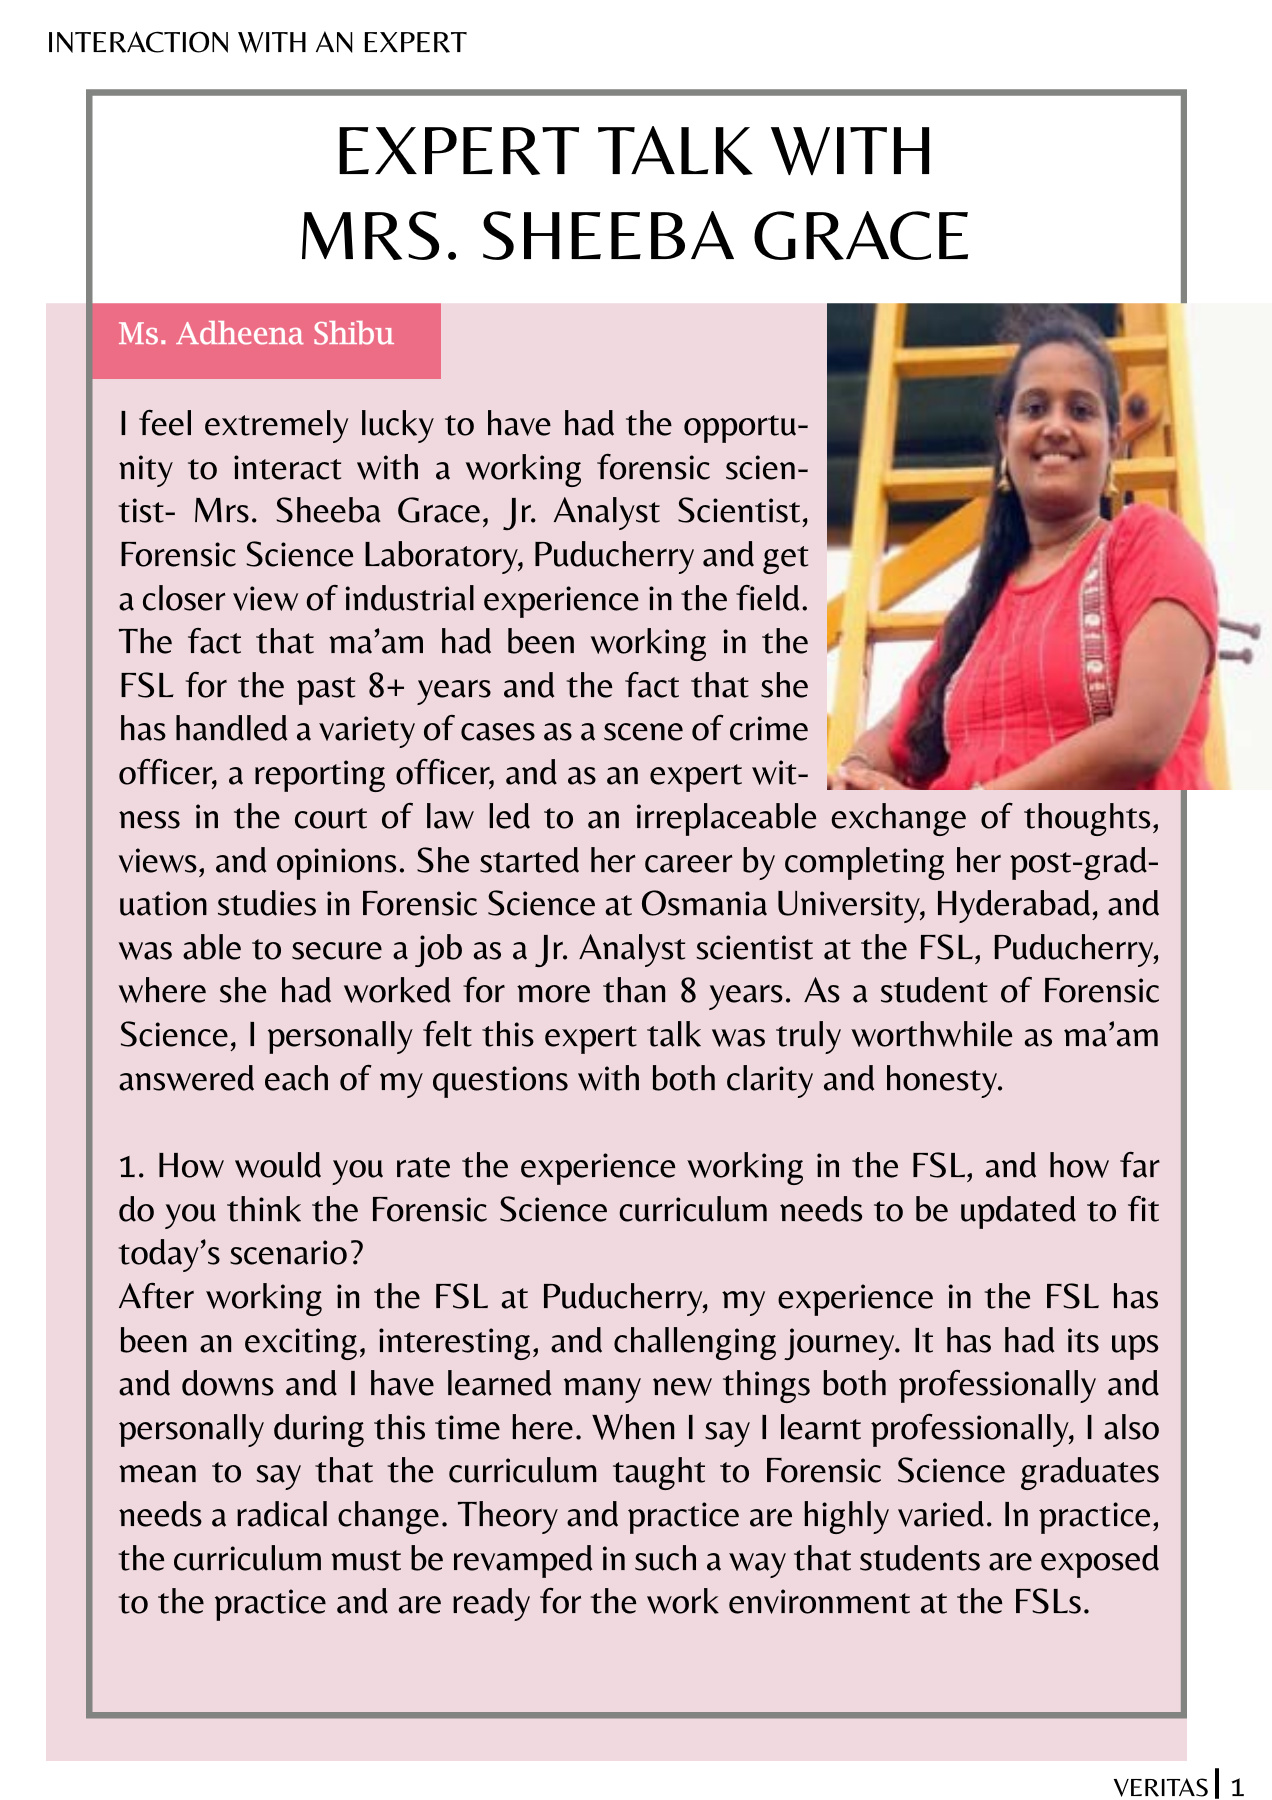 INTERACTION WITH AN EXPERT
EXPERT TALK WITH
MRS. SHEEBA GRACE
Ms. Adheena Shibu
I feel extremely lucky to have had the opportu-
nity to interact with a working forensic scien-
tist- Mrs. Sheeba Grace, Jr. Analyst Scientist,
Forensic Science Laboratory, Puducherry and get
a closer view of industrial experience in the field.
The fact that ma’am had been working in the
FSL for the past 8+ years and the fact that she
has handled a variety of cases as a scene of crime
officer, a reporting officer, and as an expert wit-
ness in the court of law led to an irreplaceable exchange of thoughts,
views, and opinions. She started her career by completing her post-grad-
uation studies in Forensic Science at Osmania University, Hyderabad, and
was able to secure a job as a Jr. Analyst scientist at the FSL, Puducherry,
where she had worked for more than 8 years. As a student of Forensic
Science, I personally felt this expert talk was truly worthwhile as ma’am
answered each of my questions with both clarity and honesty.
1. How would you rate the experience working in the FSL, and how far
do you think the Forensic Science curriculum needs to be updated to fit
today’s scenario?
After working in the FSL at Puducherry, my experience in the FSL has
been an exciting, interesting, and challenging journey. It has had its ups
and downs and I have learned many new things both professionally and
personally during this time here. When I say I learnt professionally, I also
mean to say that the curriculum taught to Forensic Science graduates
needs a radical change. Theory and practice are highly varied. In practice,
the curriculum must be revamped in such a way that students are exposed
to the practice and are ready for the work environment at the FSLs.
VERITAS | 1